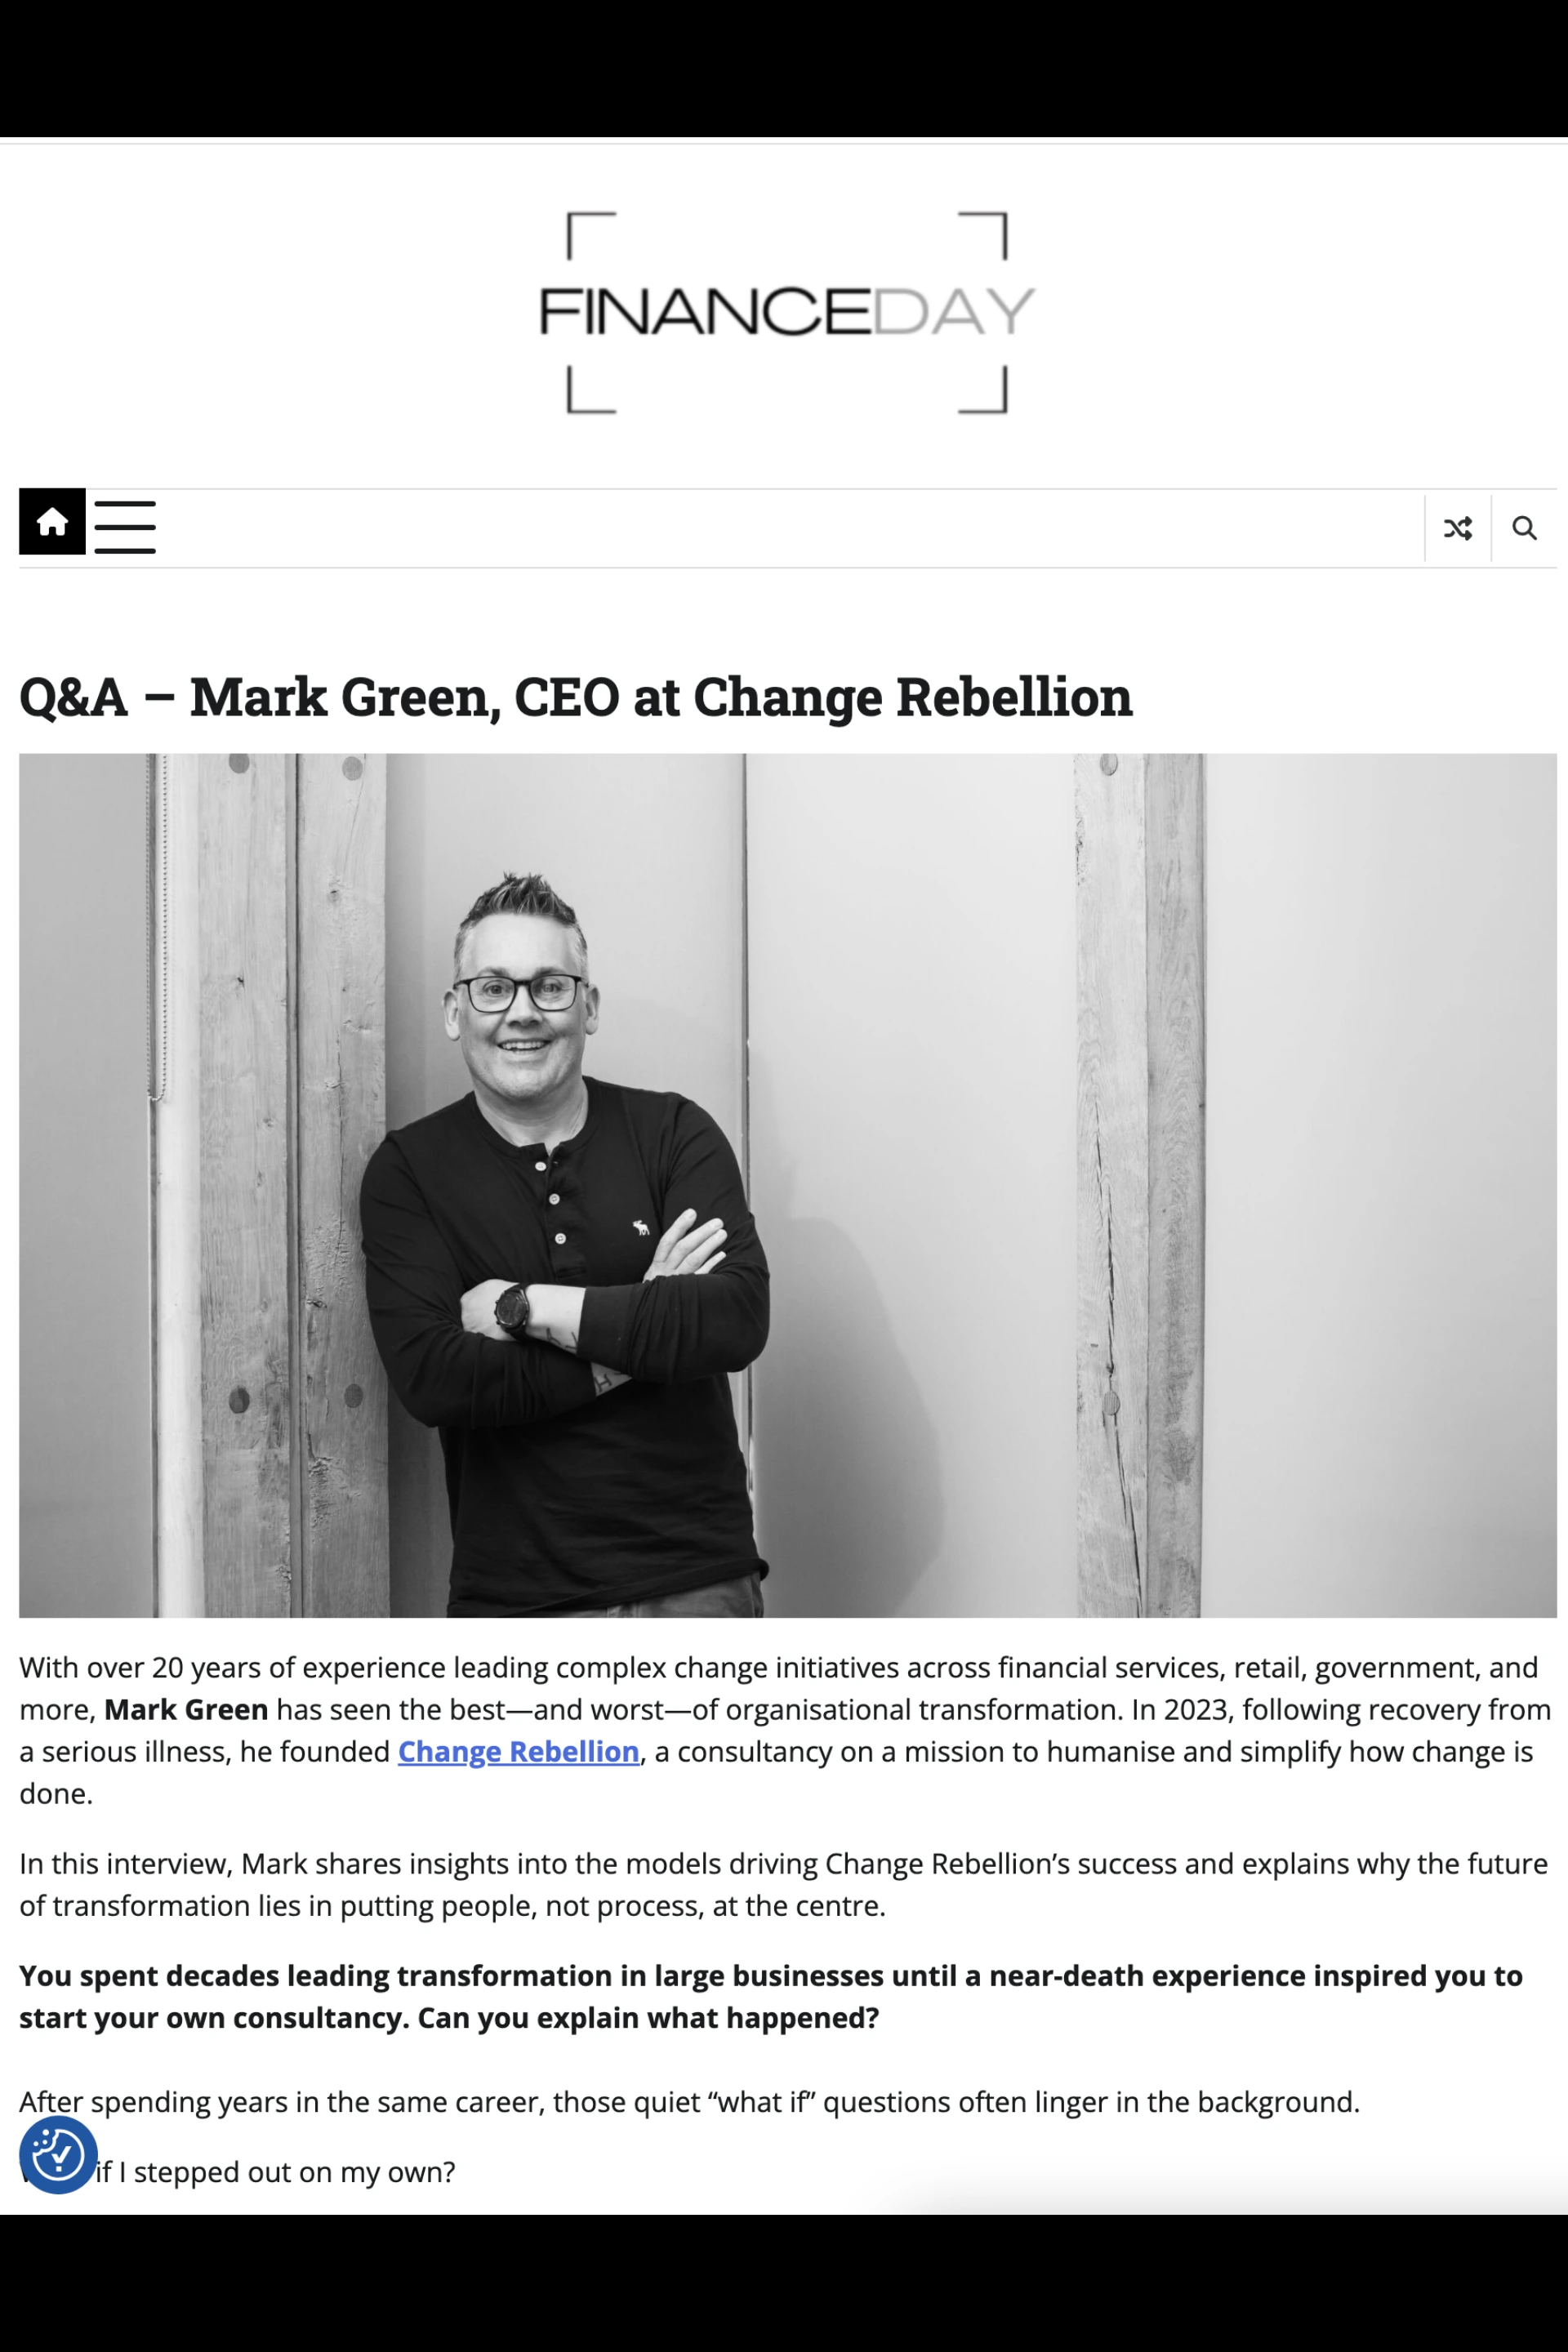 FINANCEDAY
Q&A – Mark Green, CEO at Change Rebellion
With over 20 years of experience leading complex change initiatives across financial services, retail, government, and
more, Mark Green has seen the best—and worst—of organisational transformation. In 2023, following recovery from
a serious illness, he founded Change Rebellion, a consultancy on a mission to humanise and simplify how change is
done.
In this interview, Mark shares insights into the models driving Change Rebellion’s success and explains why the future
of transformation lies in putting people, not process, at the centre.
You spent decades leading transformation in large businesses until a near-death experience inspired you to
start your own consultancy. Can you explain what happened?
After spending years in the same career, those quiet “what if” questions often linger in the background.
if I stepped out on my own?